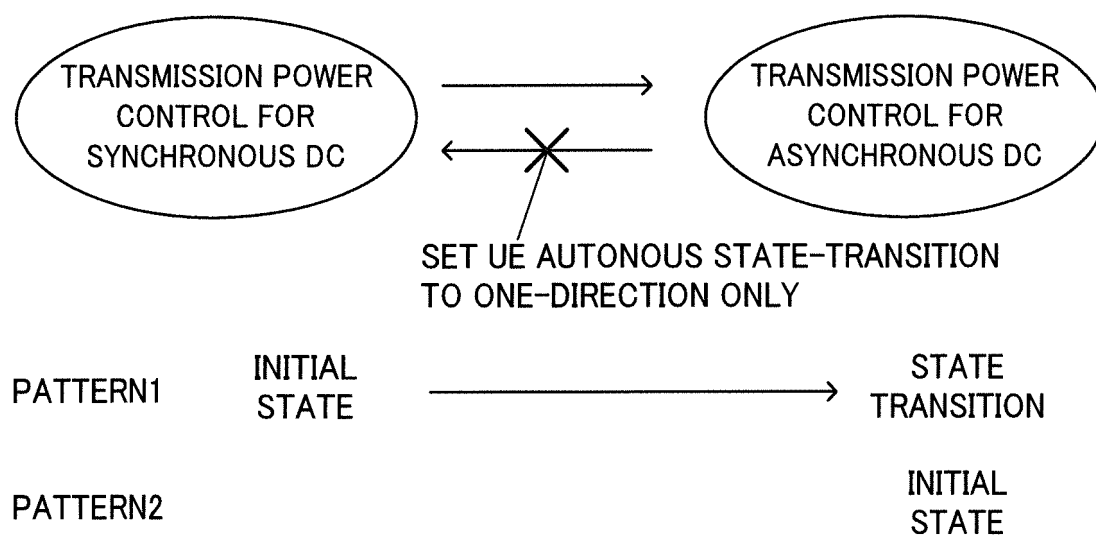 TRANSMISSION POWER
CONTROL FOR
SYNCHRONOUS DC
TRANSMISSION POWER
CONTROL FOR
ASYNCHRONOUS DC
SET UE AUTONOUS STATE-TRANSITION
TO ONE-DIRECTION ONLY
PATTERN1
INITIAL
STATE
STATE
TRANSITION
PATTERN2
INITIAL
STATE